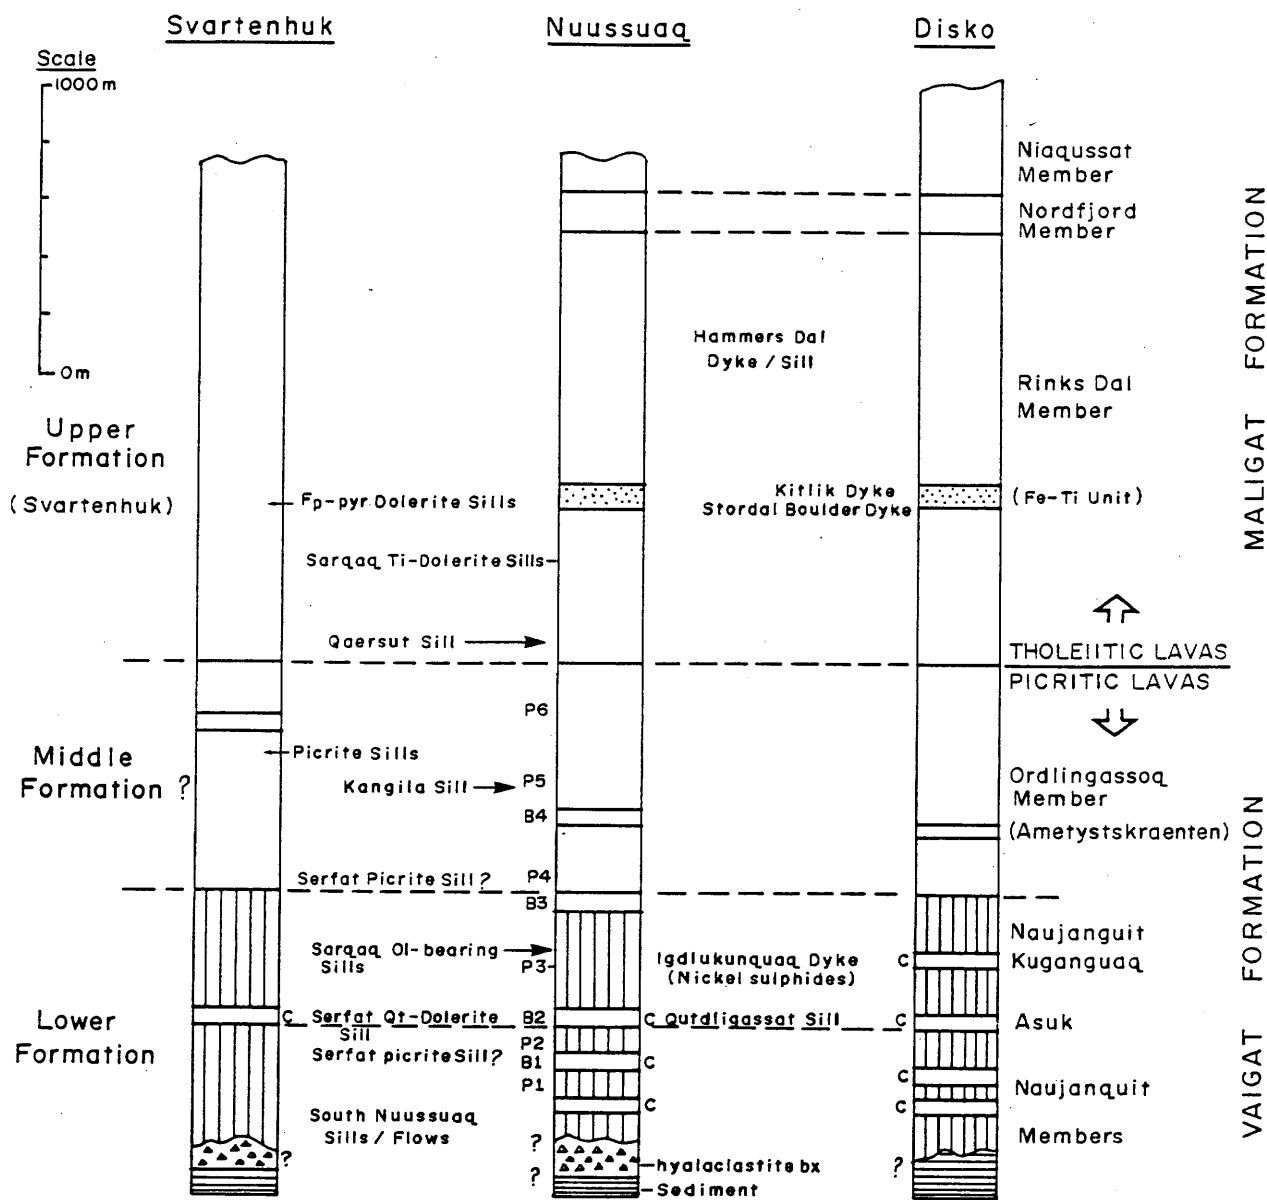 Svartenhuk
Nuussuaq
Disko
Scale
1000 m
0 m
Upper
Formation
(Svartenhuk)
Middle
Formation ?
Lower
Formation
Fp-pyr. Dolerite Sills
Sarqaq Ti-Dolerite Sills
Qaersut Sill
Picrite Sills
Kangila Sill
Serfat Picrite Sill ?
Sarqaq Ol-bearing
Sills
C
Serfat Qt-Dolerite
Sill
Serfat picrite Sill ?
South Nuussuaq
Sills / Flows
?
P6
P5
B4
P4
B3
P3
B2
P2
B1
P1
?
?
Hammers Dal
Dyke / Sill
Kitlik Dyke
Stordal Boulder Dyke
Igdlukunquaq Dyke
(Nickel sulphides)
C
Qutdligassat Sill
C
C
hyalaclastite bx
Sediment
C
C
C
C
?
Niaqussat
Member
Nordfjord
Member
Rinks Dal
Member
(Fe-Ti Unit)
THOLEIITIC LAVAS
PICRITIC LAVAS
Ordlingassoq
Member
(Ametystskraenten)
Naujanguit
Kuganguaq
Asuk
Naujanquit
Members
MALIGAT FORMATION
VAIGAT FORMATION